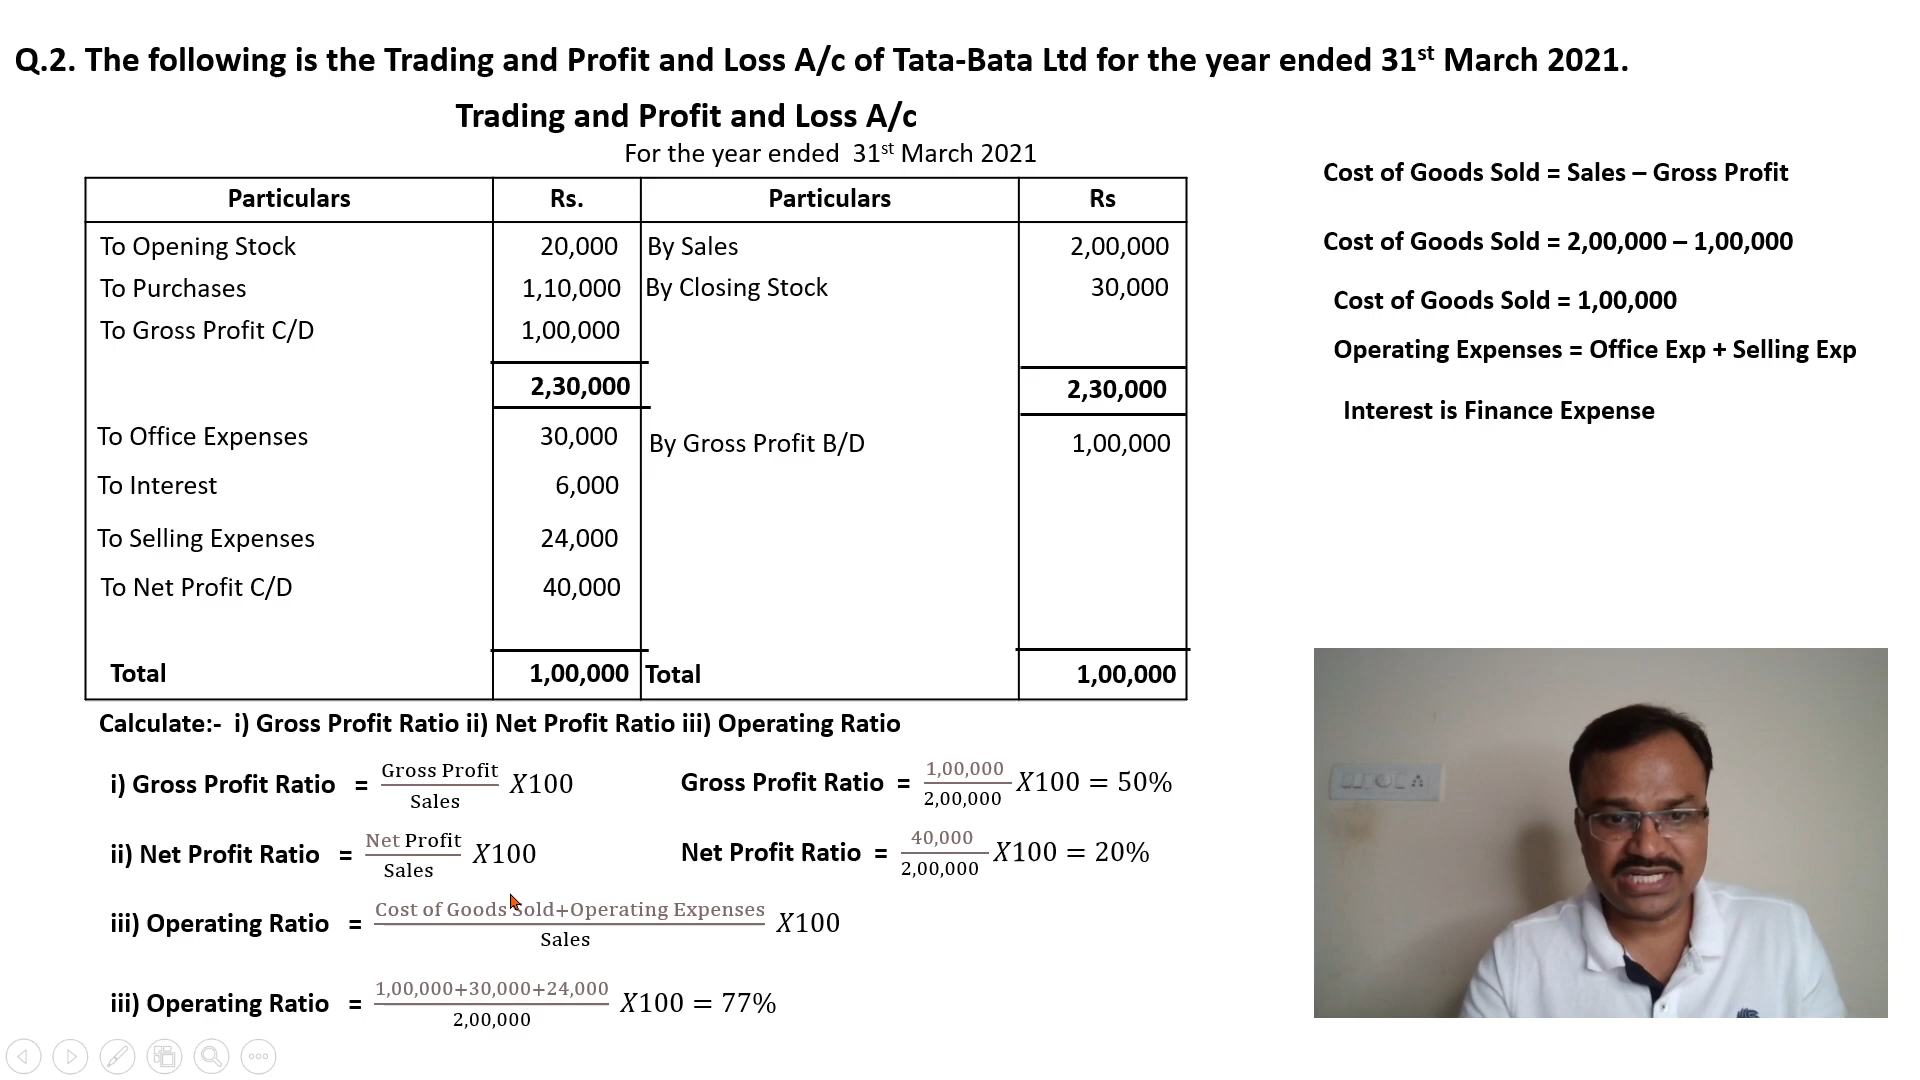 Q.2. The following is the Trading and Profit and Loss A/c of Tata-Bata Ltd for the year ended 31st March 2021.
Trading and Profit and Loss A/c
For the year ended 31st March 2021
Particulars Rs. Particulars Rs
To Opening Stock 20,000 By Sales 2,00,000
To Purchases 1,10,000 By Closing Stock 30,000
To Gross Profit C/D 1,00,000
2,30,000 2,30,000
To Office Expenses 30,000 By Gross Profit B/D 1,00,000
To Interest 6,000
To Selling Expenses 24,000
To Net Profit C/D 40,000
Total 1,00,000 Total 1,00,000
Cost of Goods Sold = Sales – Gross Profit
Cost of Goods Sold = 2,00,000 – 1,00,000
Cost of Goods Sold = 1,00,000
Operating Expenses = Office Exp + Selling Exp
Interest is Finance Expense
Calculate:- i) Gross Profit Ratio ii) Net Profit Ratio iii) Operating Ratio
i) Gross Profit Ratio = Gross Profit / Sales X100 Gross Profit Ratio = 1,00,000 / 2,00,000 X100 = 50%
ii) Net Profit Ratio = Net Profit / Sales X100 Net Profit Ratio = 40,000 / 2,00,000 X100 = 20%
iii) Operating Ratio = Cost of Goods Sold+Operating Expenses / Sales X100
iii) Operating Ratio = 1,00,000+30,000+24,000 / 2,00,000 X100 = 77%